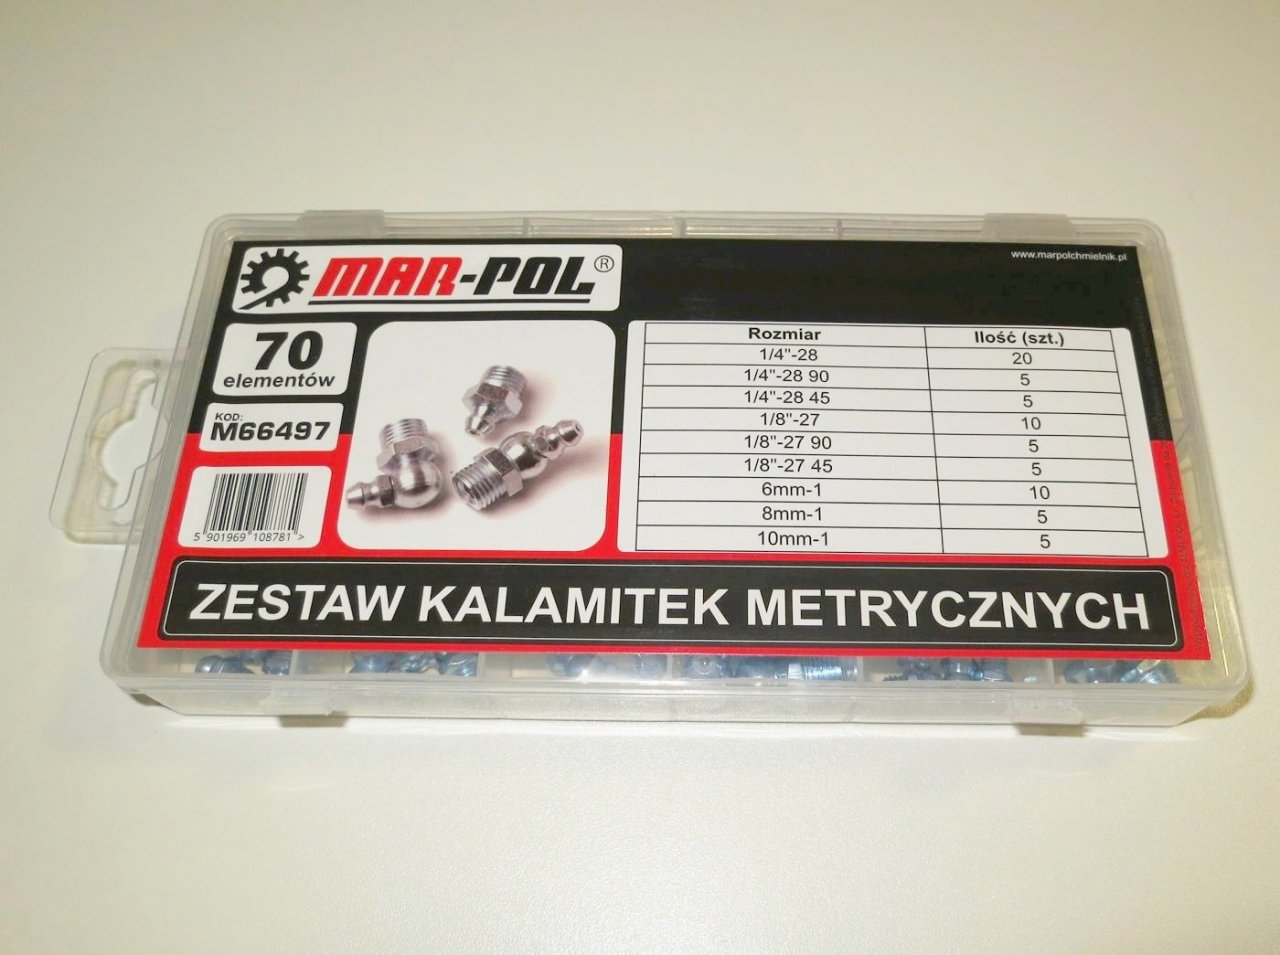 MAR-POL®
www.marpolchmielnik.pl
70
elementów
KOD:
M66497
5 901969 108781 >
Rozmiar Ilość (szt.)
1/4"-28 20
1/4"-28 90 5
1/4"-28 45 5
1/8"-27 10
1/8"-27 90 5
1/8"-27 45 5
6mm-1 10
8mm-1 5
10mm-1 5
ZESTAW KALAMITEK METRYCZNYCH